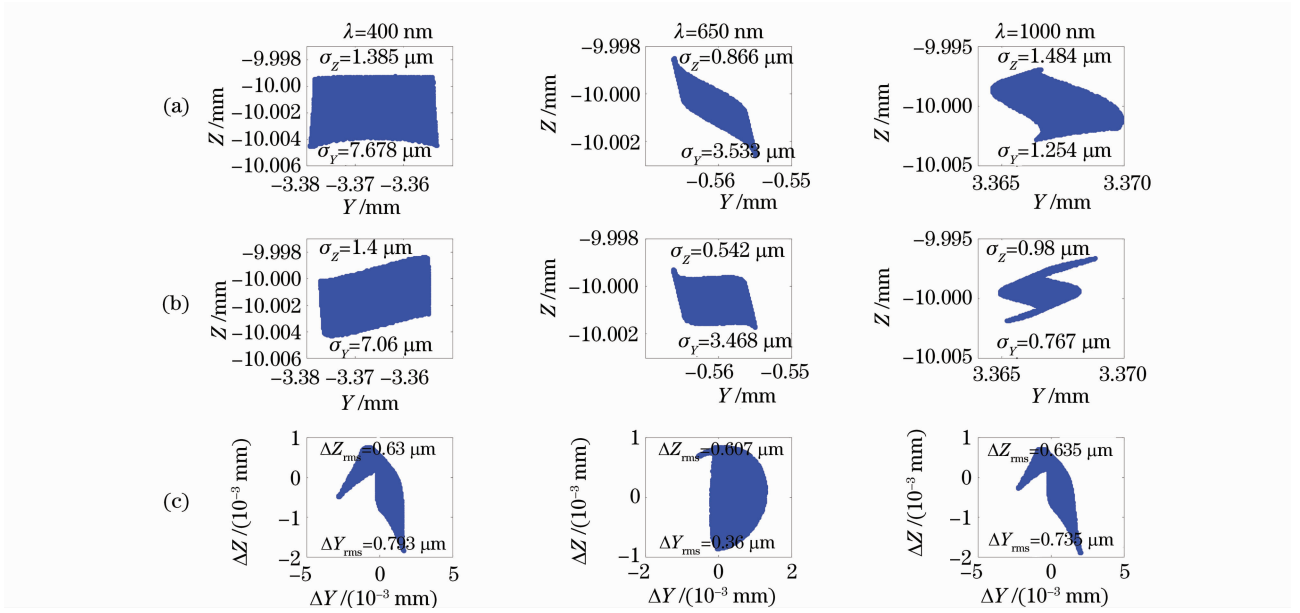 λ=400 nm
λ=650 nm
λ=1000 nm
(a)
Z /mm
−9.998
−10.00
−10.002
−10.004
−10.006
σZ=1.385 μm
σY=7.678 μm
−3.38 −3.37 −3.36
Y /mm
Z /mm
−9.998
−10.000
−10.002
σZ=0.866 μm
σY=3.533 μm
−0.56 −0.55
Y /mm
Z /mm
−9.995
−10.000
−10.005
σZ=1.484 μm
σY=1.254 μm
3.365 3.370
Y /mm
(b)
Z /mm
−9.998
−10.000
−10.002
−10.004
−10.006
σZ=1.4 μm
σY=7.06 μm
−3.38 −3.37 −3.36
Y /mm
Z /mm
−9.998
−10.000
−10.002
σZ=0.542 μm
σY=3.468 μm
−0.56 −0.55
Y /mm
Z /mm
−9.995
−10.000
−10.005
σZ=0.98 μm
σY=0.767 μm
3.365 3.370
Y /mm
(c)
ΔZ /(10⁻³ mm)
1
0
−1
−2
ΔZrms=0.63 μm
ΔYrms=0.793 μm
0 5
ΔY /(10⁻³ mm)
ΔZ /(10⁻³ mm)
1
0
−1
ΔZrms=0.607 μm
ΔYrms=0.36 μm
0 2
ΔY /(10⁻³ mm)
ΔZ /(10⁻³ mm)
1
0
−1
−2
ΔZrms=0.635 μm
ΔYrms=0.735 μm
0 5
ΔY /(10⁻³ mm)